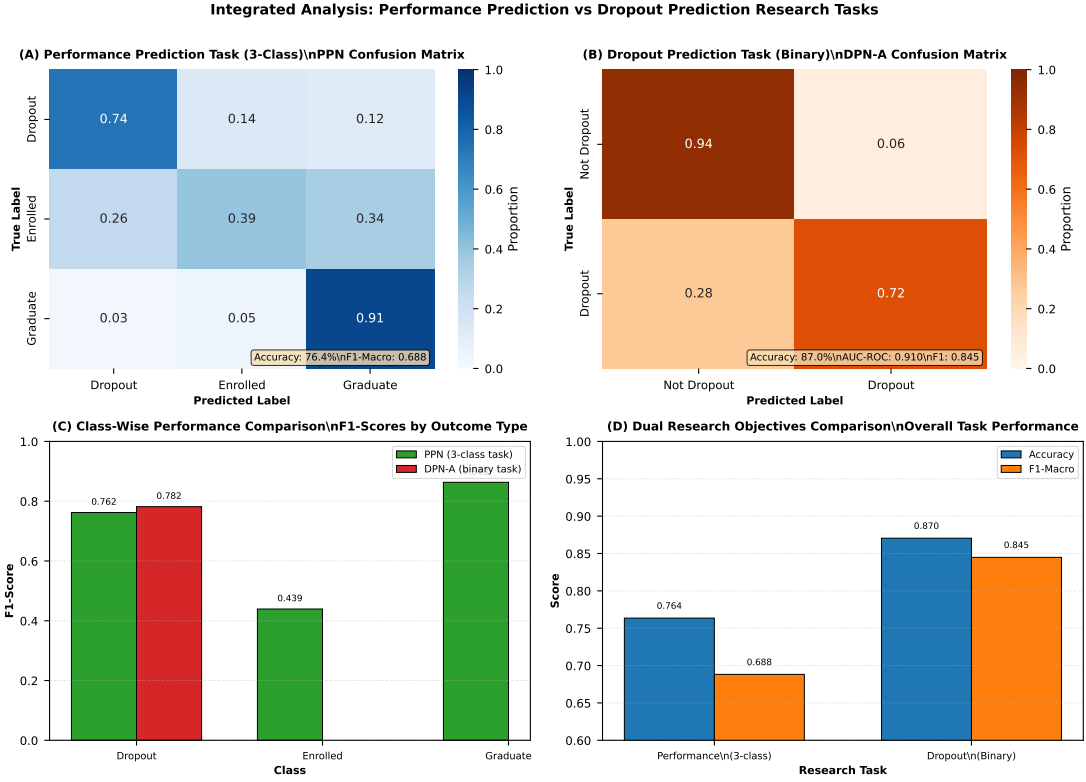 Integrated Analysis: Performance Prediction vs Dropout Prediction Research Tasks
(A) Performance Prediction Task (3-Class)\nPPN Confusion Matrix
True Label
Dropout
Enrolled
Graduate
0.74 0.14 0.12
0.26 0.39 0.34
0.03 0.05 0.91
Accuracy: 76.4%\nF1-Macro: 0.688
Dropout Enrolled Graduate
Predicted Label
1.0
0.8
0.6
0.4
0.2
0.0
Proportion
(B) Dropout Prediction Task (Binary)\nDPN-A Confusion Matrix
True Label
Not Dropout
Dropout
0.94 0.06
0.28 0.72
Accuracy: 87.0%\nAUC-ROC: 0.910\nF1: 0.845
Not Dropout Dropout
Predicted Label
1.0
0.8
0.6
0.4
0.2
0.0
Proportion
(C) Class-Wise Performance Comparison\nF1-Scores by Outcome Type
F1-Score
1.0
0.8
0.6
0.4
0.2
0.0
PPN (3-class task)
DPN-A (binary task)
0.762 0.782
0.439
Dropout Enrolled Graduate
Class
(D) Dual Research Objectives Comparison\nOverall Task Performance
Score
1.00
0.95
0.90
0.85
0.80
0.75
0.70
0.65
0.60
Accuracy
F1-Macro
0.764
0.688
0.870
0.845
Performance\n(3-class) Dropout\n(Binary)
Research Task